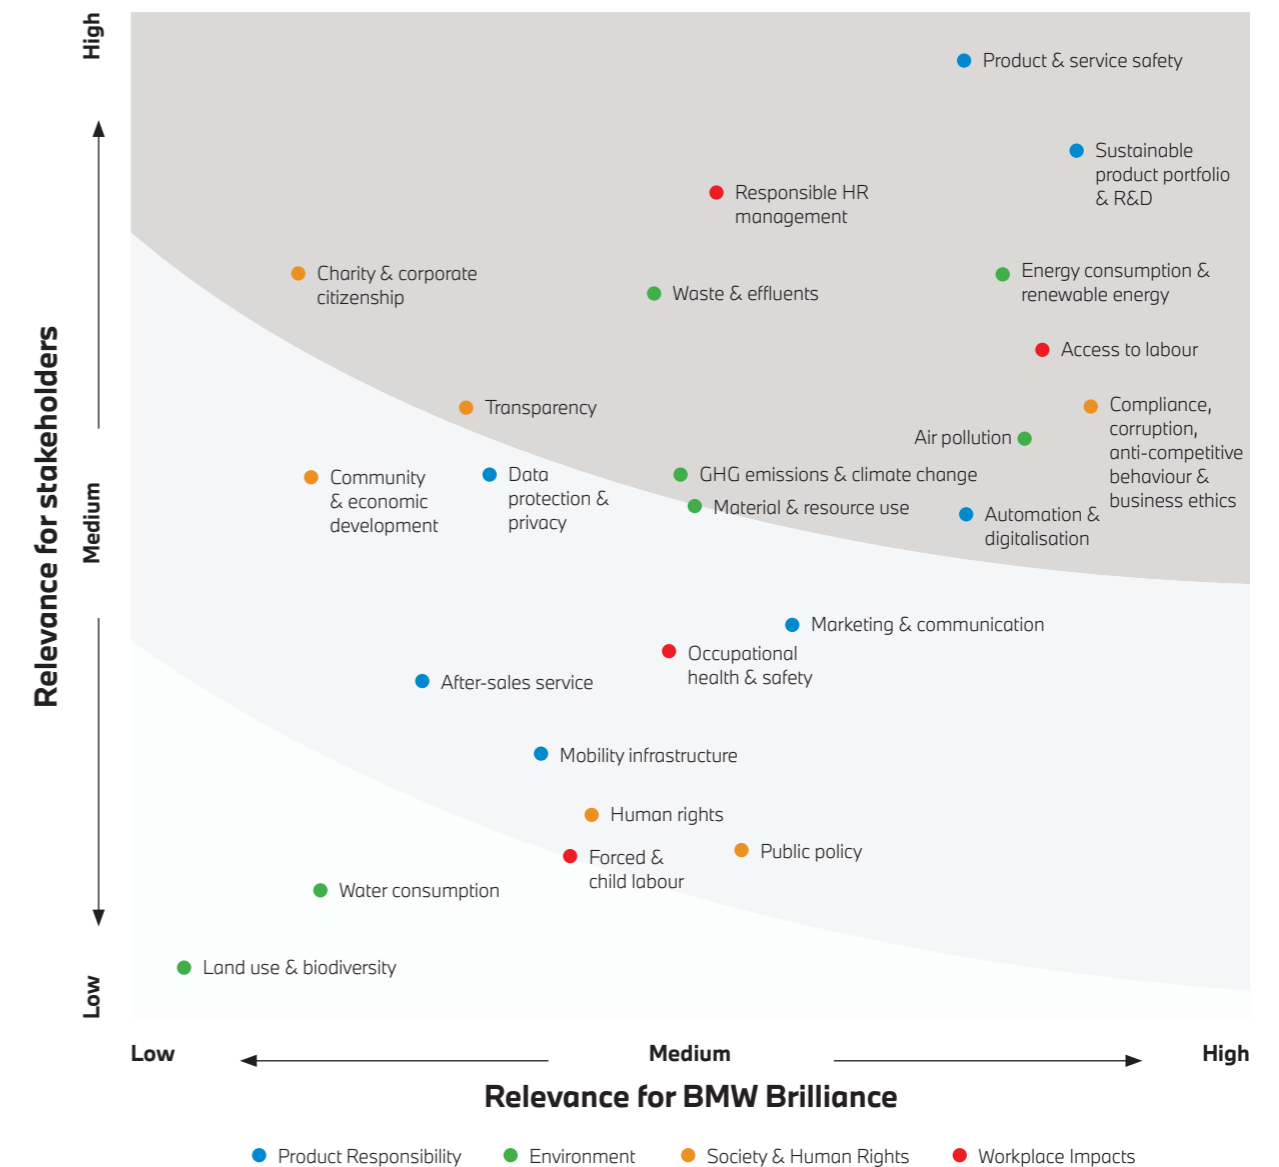 High
Product & service safety
Sustainable
product portfolio
& R&D
Responsible HR
management
Charity & corporate
citizenship
Waste & effluents
Energy consumption &
renewable energy
Access to labour
Transparency
Compliance,
corruption,
anti-competitive
behaviour &
business ethics
Air pollution
Community
& economic
development
Data
protection &
privacy
GHG emissions & climate change
Material & resource use
Automation &
digitalisation
Relevance for stakeholders
Medium
Marketing & communication
Occupational
health & safety
After-sales service
Mobility infrastructure
Human rights
Forced &
child labour
Public policy
Water consumption
Land use & biodiversity
Low
Low
Medium
High
Relevance for BMW Brilliance
Product Responsibility
Environment
Society & Human Rights
Workplace Impacts